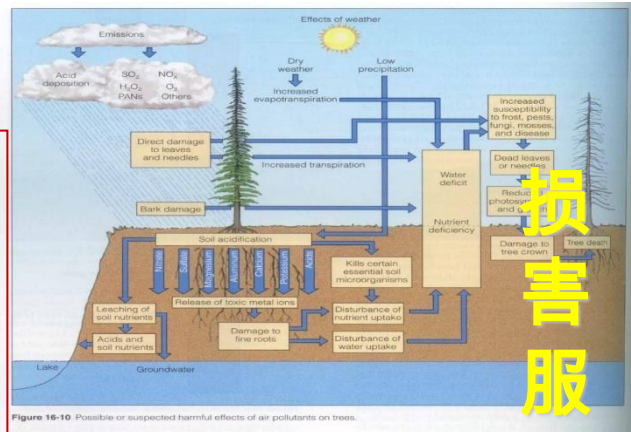 Effects of weather
Emissions
Acid
deposition
SO₂ NO₂
H₂O₂ O₃
PANs Others
Dry
weather
Low
precipitation
Increased
evapotranspiration
Increased
susceptibility
to frost, pests,
fungi, mosses,
and disease
Direct damage
to leaves
and needles
Increased transpiration
Dead leaves
or needles
Water
deficit
Bark damage
and
Nutrient
deficiency
Damage to
tree crown
Tree death
Soil acidification
Nitrate
Sulfate
Magnesium
Aluminum
Calcium
Potassium
Acids
Kills certain
essential soil
microorganisms
Release of toxic metal ions
Leaching of
soil nutrients
Disturbance of
nutrient uptake
Damage to
fine roots
Acids and
soil nutrients
Disturbance of
water uptake
Lake
Groundwater
损
害
服
Figure 16-10 Possible or suspected harmful effects of air pollutants on trees.